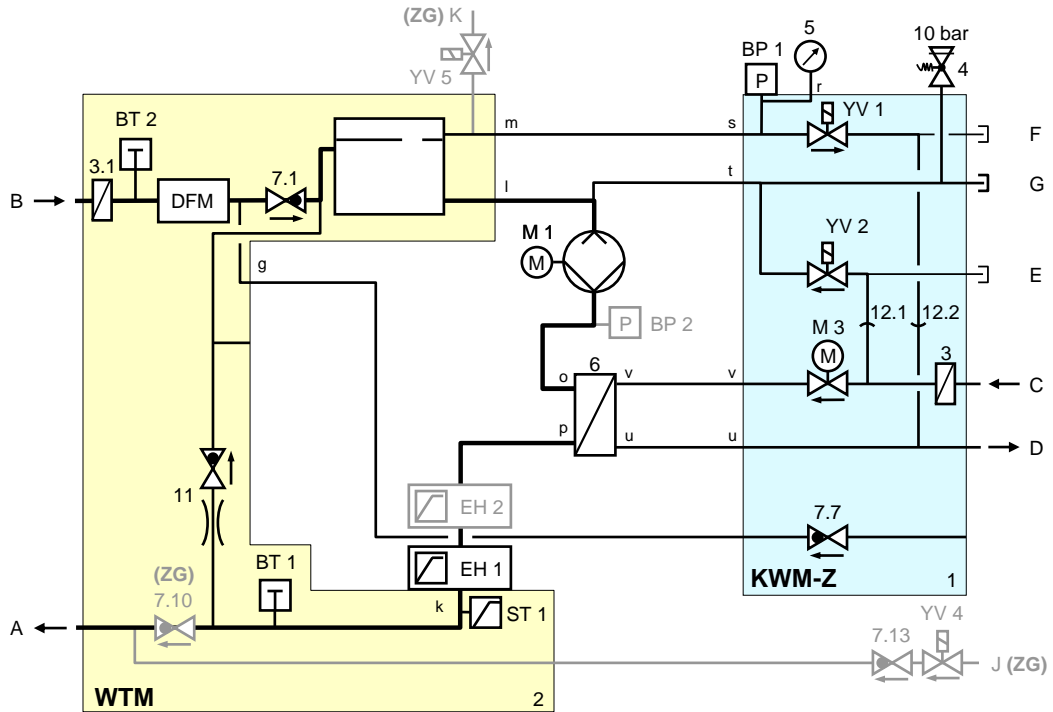 (ZG) K
YV 5
5
10 bar
BP 1
P
4
r
BT 2
YV 1
m
s
F
3.1
7.1
l
t
B
DFM
G
M 1
M
YV 2
g
E
P
BP 2
12.1
12.2
M 3
M
6
3
o
v
v
C
p
u
u
D
11
EH 2
7.7
BT 1
EH 1
(ZG)
7.10
k
ST 1
KWM-Z
1
A
YV 4
7.13
J (ZG)
WTM
2